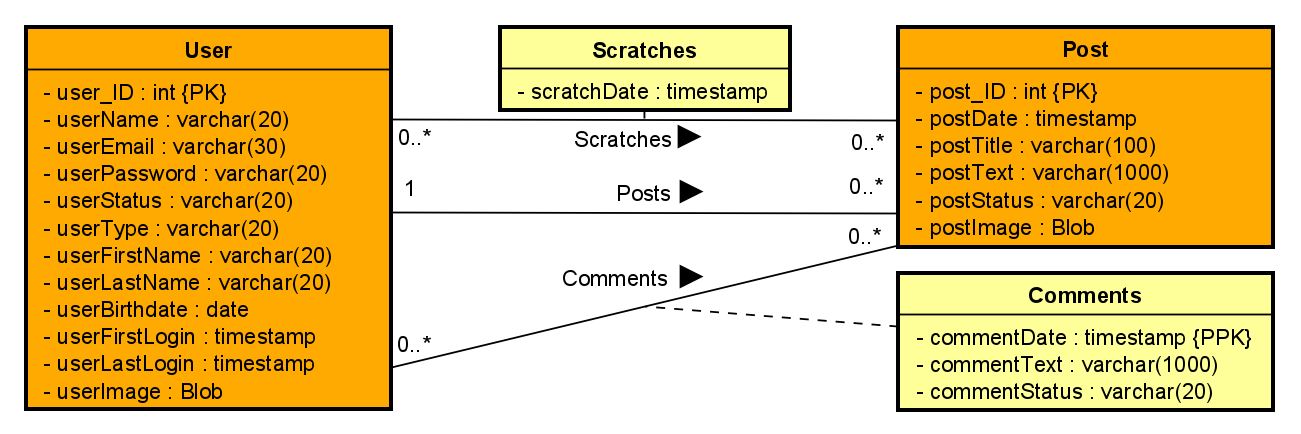 User
- user_ID : int {PK}
- userName : varchar(20)
- userEmail : varchar(30)
- userPassword : varchar(20)
- userStatus : varchar(20)
- userType : varchar(20)
- userFirstName : varchar(20)
- userLastName : varchar(20)
- userBirthdate : date
- userFirstLogin : timestamp
- userLastLogin : timestamp
- userImage : Blob
Scratches
- scratchDate : timestamp
0..*
Scratches
0..*
1
Posts
0..*
0..*
Comments
0..*
Post
- post_ID : int {PK}
- postDate : timestamp
- postTitle : varchar(100)
- postText : varchar(1000)
- postStatus : varchar(20)
- postImage : Blob
Comments
- commentDate : timestamp {PPK}
- commentText : varchar(1000)
- commentStatus : varchar(20)